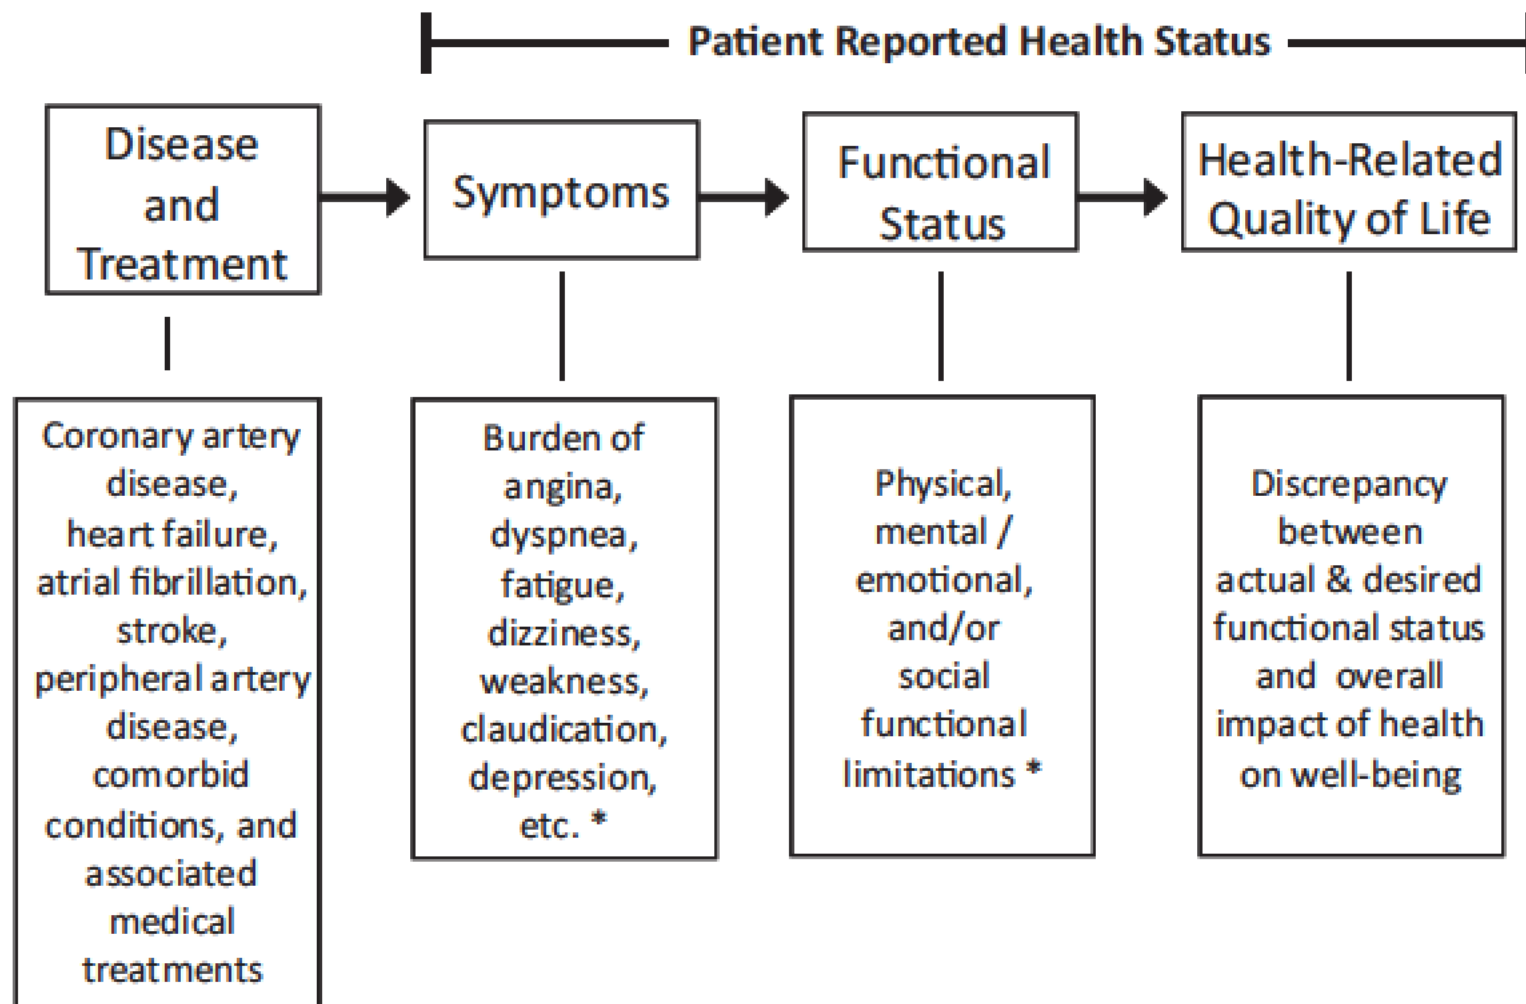 Patient Reported Health Status
Disease
and
Treatment
Symptoms
Functional
Status
Health-Related
Quality of Life
Coronary artery
disease,
heart failure,
atrial fibrillation,
stroke,
peripheral artery
disease,
comorbid
conditions, and
associated
medical
treatments
Burden of
angina,
dyspnea,
fatigue,
dizziness,
weakness,
claudication,
depression,
etc. *
Physical,
mental /
emotional,
and/or
social
functional
limitations *
Discrepancy
between
actual & desired
functional status
and overall
impact of health
on well-being